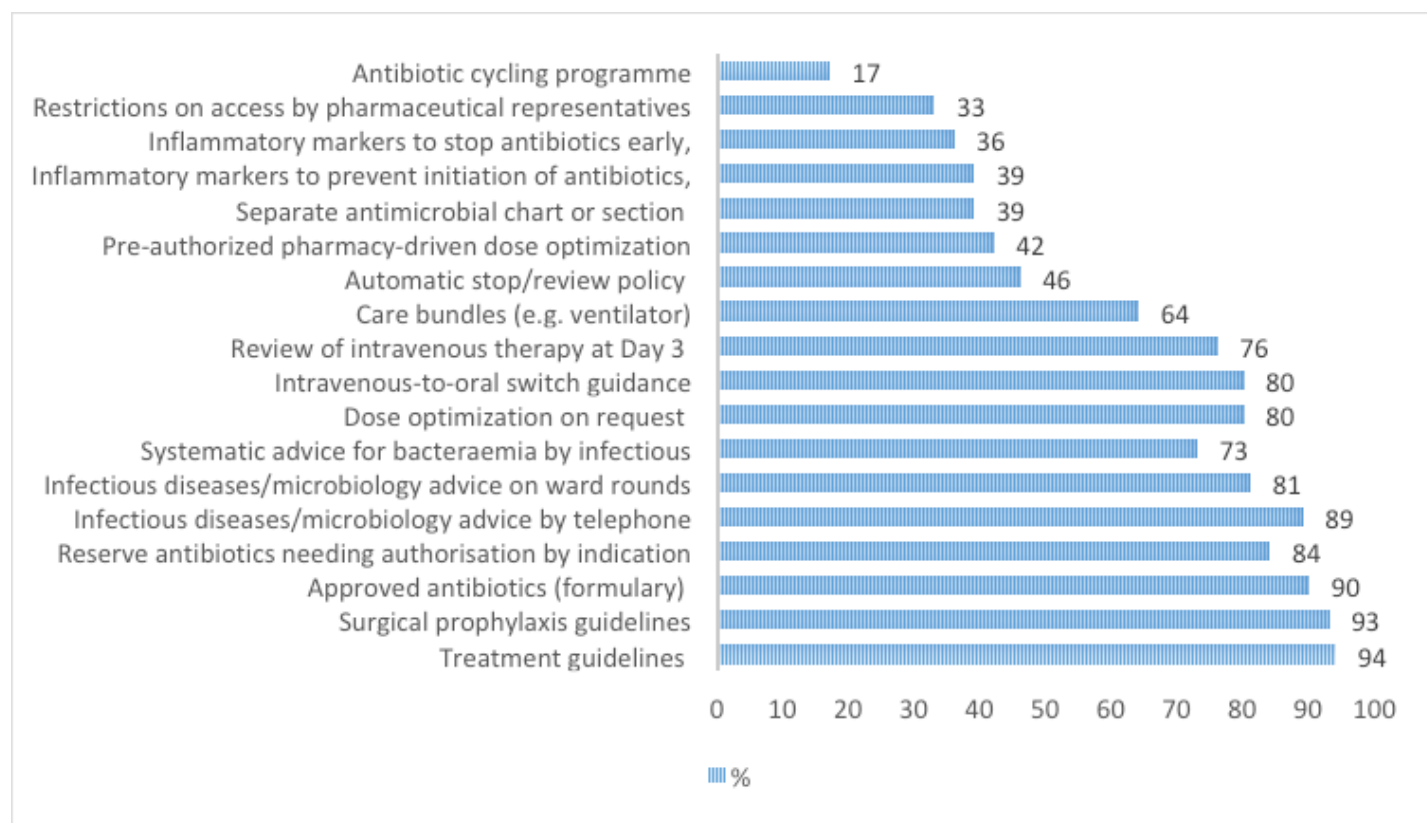 Antibiotic cycling programme 17
Restrictions on access by pharmaceutical representatives 33
Inflammatory markers to stop antibiotics early, 36
Inflammatory markers to prevent initiation of antibiotics, 39
Separate antimicrobial chart or section 39
Pre-authorized pharmacy-driven dose optimization 42
Automatic stop/review policy 46
Care bundles (e.g. ventilator) 64
Review of intravenous therapy at Day 3 76
Intravenous-to-oral switch guidance 80
Dose optimization on request 80
Systematic advice for bacteraemia by infectious 73
Infectious diseases/microbiology advice on ward rounds 81
Infectious diseases/microbiology advice by telephone 89
Reserve antibiotics needing authorisation by indication 84
Approved antibiotics (formulary) 90
Surgical prophylaxis guidelines 93
Treatment guidelines 94
0 10 20 30 40 50 60 70 80 90 100
%